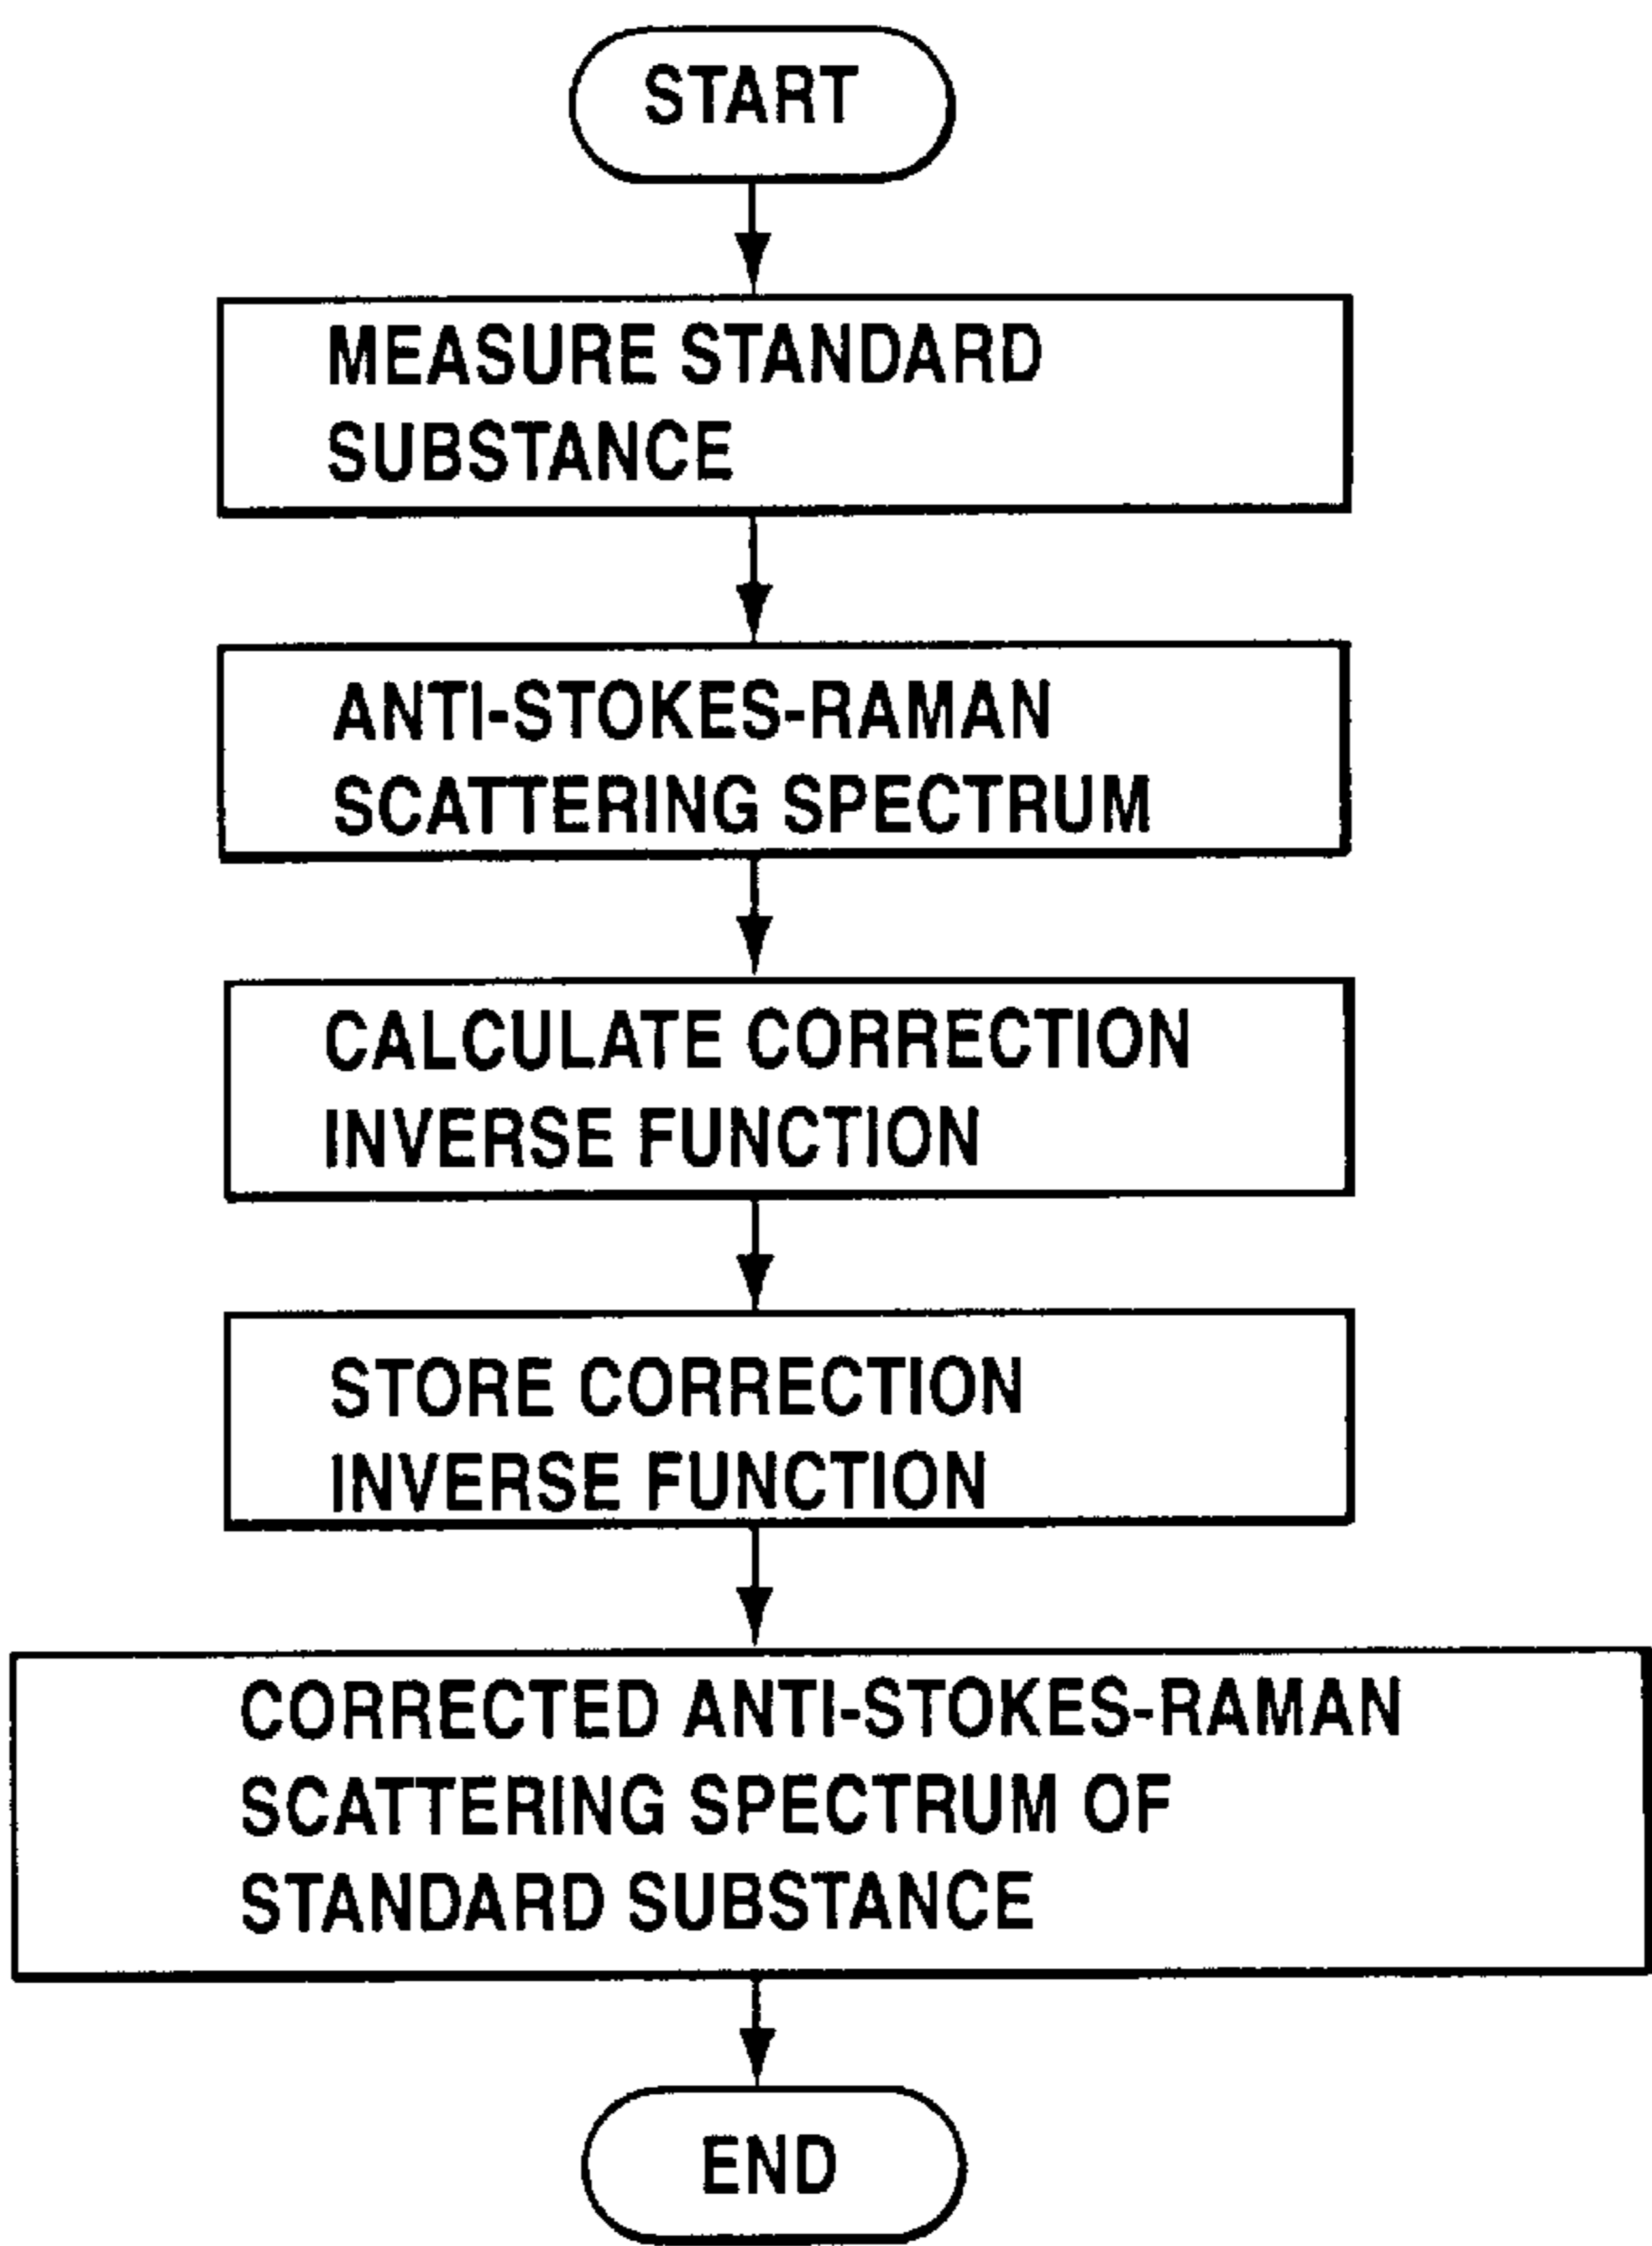 START
MEASURE STANDARD
SUBSTANCE
ANTI-STOKES-RAMAN
SCATTERING SPECTRUM
CALCULATE CORRECTION
INVERSE FUNCTION
STORE CORRECTION
INVERSE FUNCTION
CORRECTED ANTI-STOKES-RAMAN
SCATTERING SPECTRUM OF
STANDARD SUBSTANCE
END